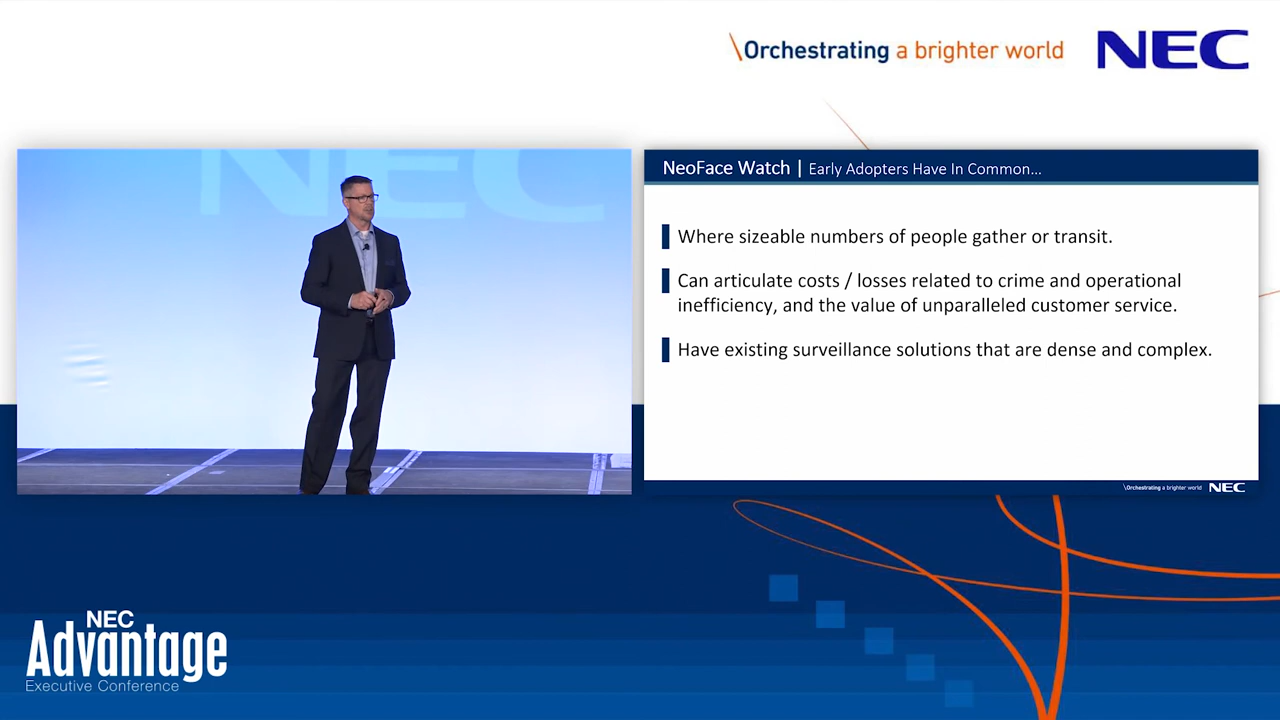 \Orchestrating a brighter world NEC
NEC
NeoFace Watch | Early Adopters Have In Common...
Where sizeable numbers of people gather or transit.
Can articulate costs / losses related to crime and operational
inefficiency, and the value of unparalleled customer service.
Have existing surveillance solutions that are dense and complex.
\Orchestrating a brighter world NEC
NEC
Advantage
Executive Conference